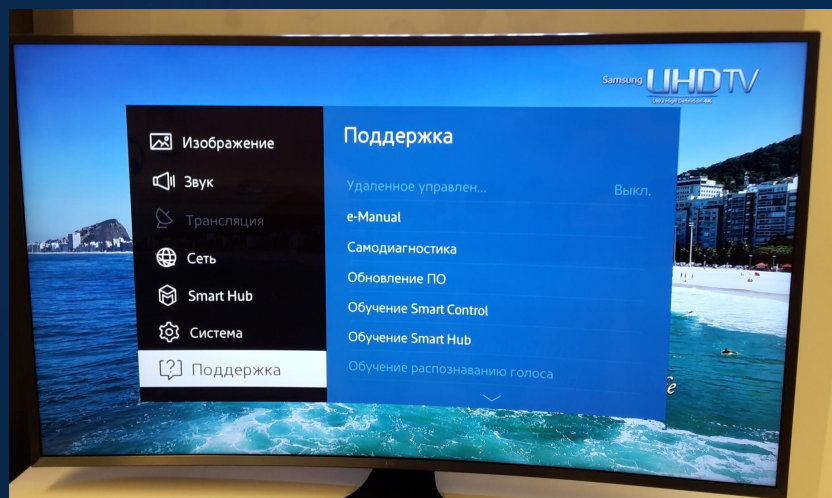 Samsung UHDTV
Ultra High Definition 4K
Изображение
Звук
Трансляция
Сеть
Smart Hub
Система
Поддержка
Поддержка
Удаленное управлен... Выкл.
e-Manual
Самодиагностика
Обновление ПО
Обучение Smart Control
Обучение Smart Hub
Обучение распознаванию голоса